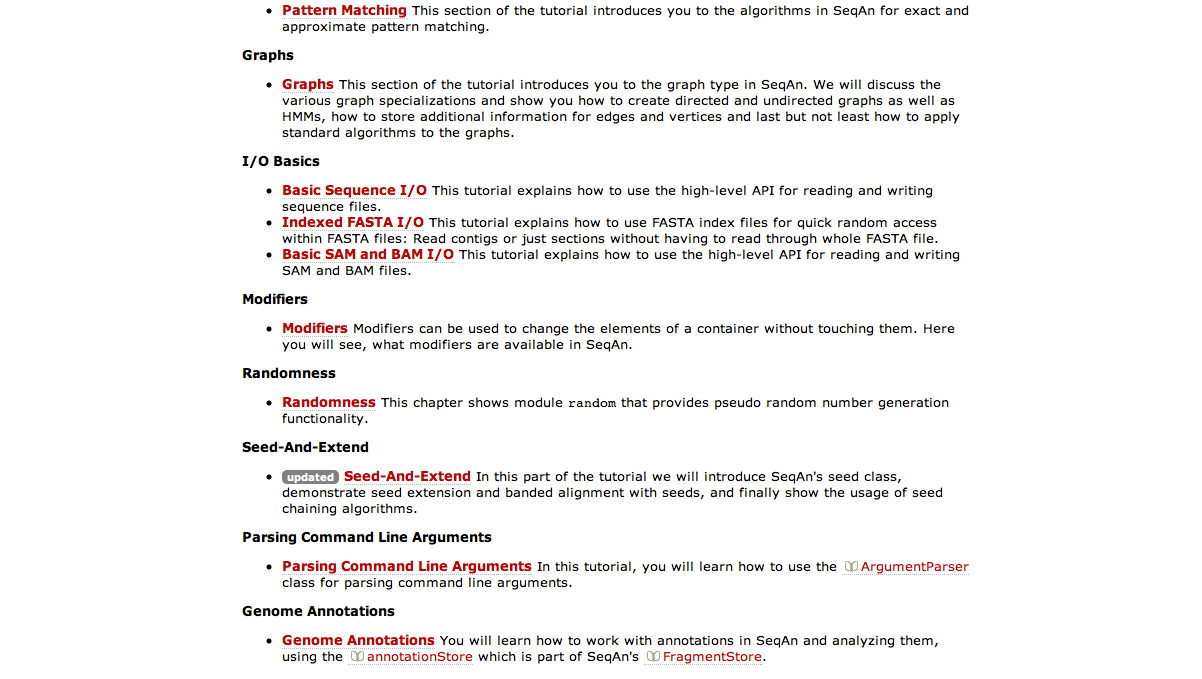 Pattern Matching This section of the tutorial introduces you to the algorithms in SeqAn for exact and
approximate pattern matching.
Graphs
Graphs This section of the tutorial introduces you to the graph type in SeqAn. We will discuss the
various graph specializations and show you how to create directed and undirected graphs as well as
HMMs, how to store additional information for edges and vertices and last but not least how to apply
standard algorithms to the graphs.
I/O Basics
Basic Sequence I/O This tutorial explains how to use the high-level API for reading and writing
sequence files.
Indexed FASTA I/O This tutorial explains how to use FASTA index files for quick random access
within FASTA files: Read contigs or just sections without having to read through whole FASTA file.
Basic SAM and BAM I/O This tutorial explains how to use the high-level API for reading and writing
SAM and BAM files.
Modifiers
Modifiers Modifiers can be used to change the elements of a container without touching them. Here
you will see, what modifiers are available in SeqAn.
Randomness
Randomness This chapter shows module random that provides pseudo random number generation
functionality.
Seed-And-Extend
updated Seed-And-Extend In this part of the tutorial we will introduce SeqAn's seed class,
demonstrate seed extension and banded alignment with seeds, and finally show the usage of seed
chaining algorithms.
Parsing Command Line Arguments
Parsing Command Line Arguments In this tutorial, you will learn how to use the ArgumentParser
class for parsing command line arguments.
Genome Annotations
Genome Annotations You will learn how to work with annotations in SeqAn and analyzing them,
using the annotationStore which is part of SeqAn's FragmentStore.